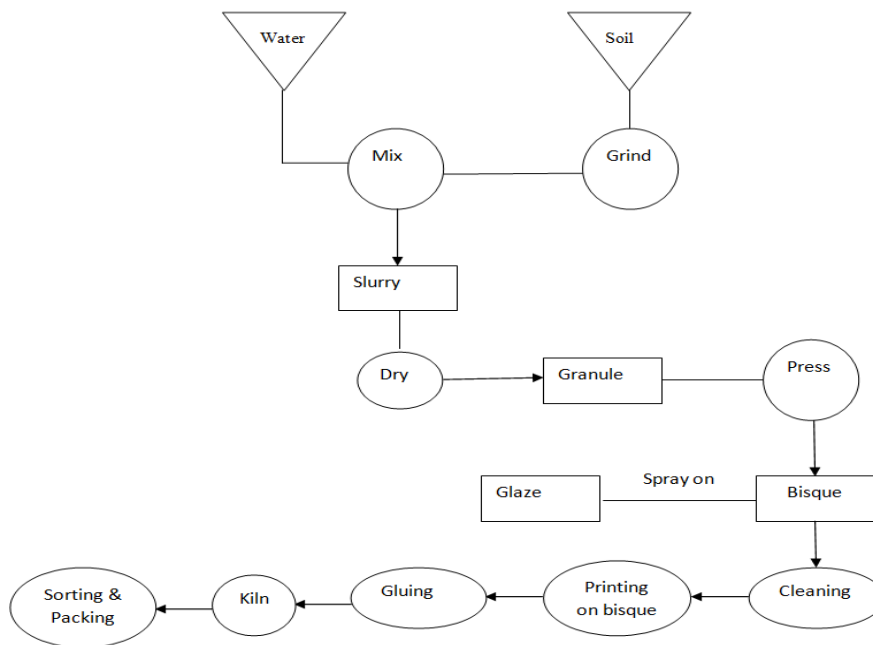 Water
Soil
Mix
Grind
Slurry
Dry
Granule
Press
Glaze
Spray on
Bisque
Sorting &
Packing
Kiln
Gluing
Printing
on bisque
Cleaning